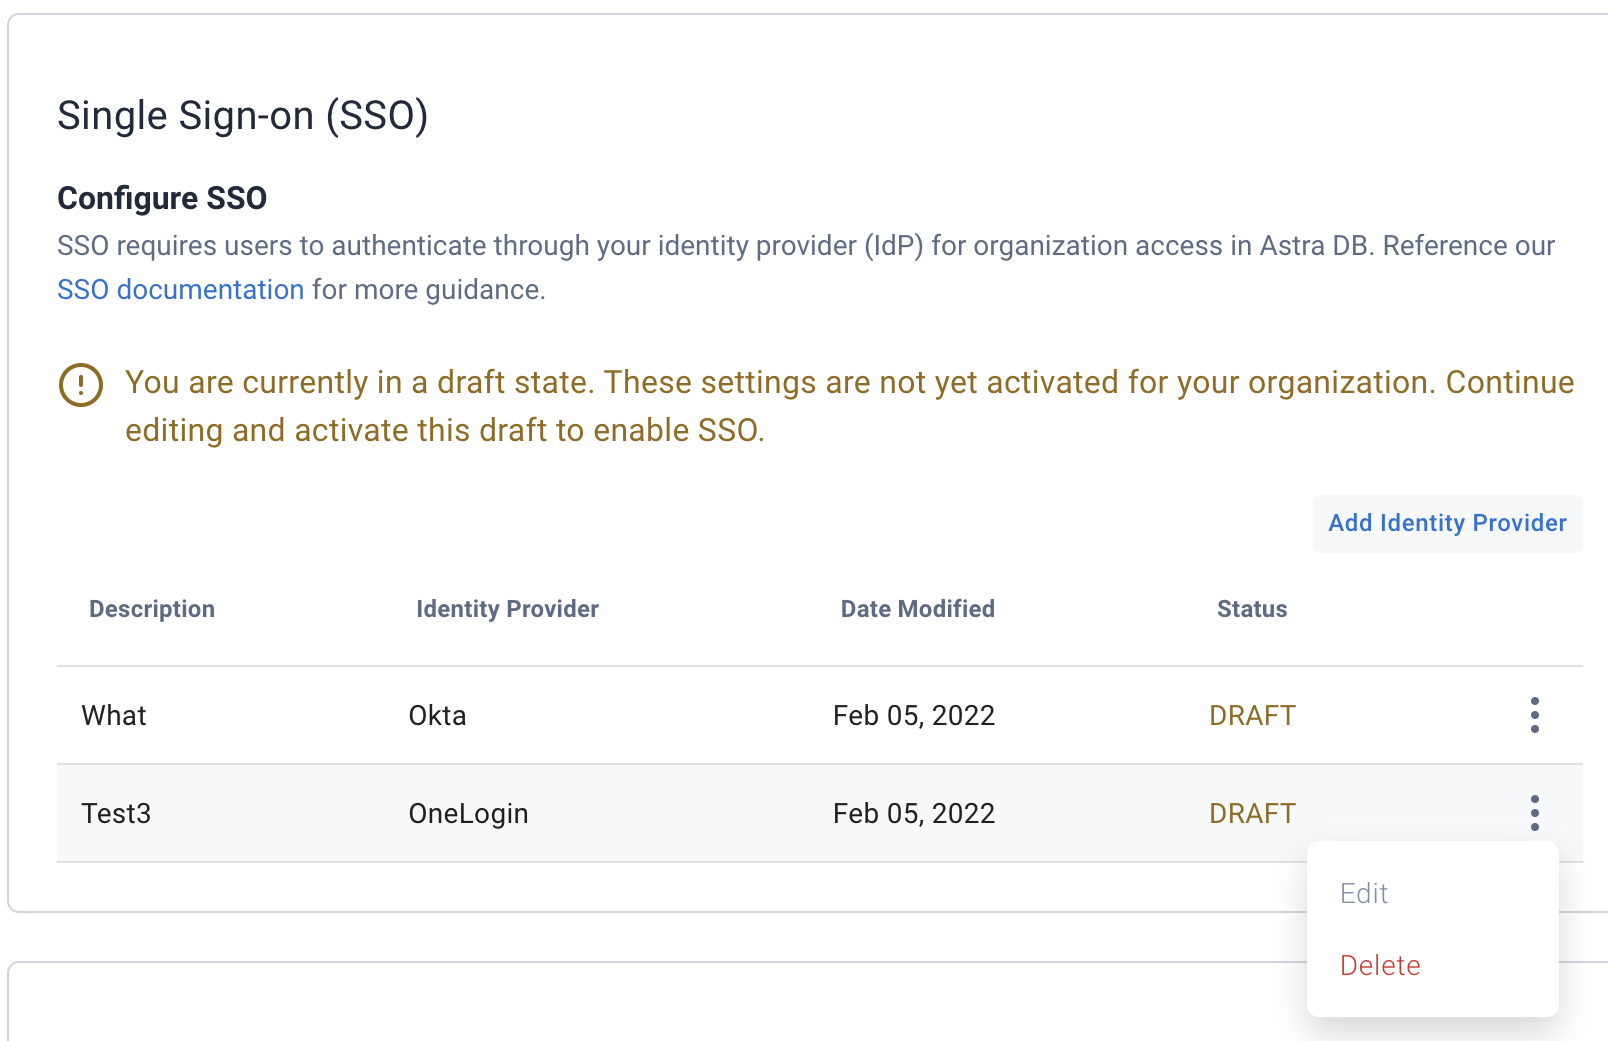 Single Sign-on (SSO)
Configure SSO
SSO requires users to authenticate through your identity provider (IdP) for organization access in Astra DB. Reference our
SSO documentation for more guidance.
You are currently in a draft state. These settings are not yet activated for your organization. Continue
editing and activate this draft to enable SSO.
Add Identity Provider
Description Identity Provider Date Modified Status
What Okta Feb 05, 2022 DRAFT
Test3 OneLogin Feb 05, 2022 DRAFT
Edit
Delete